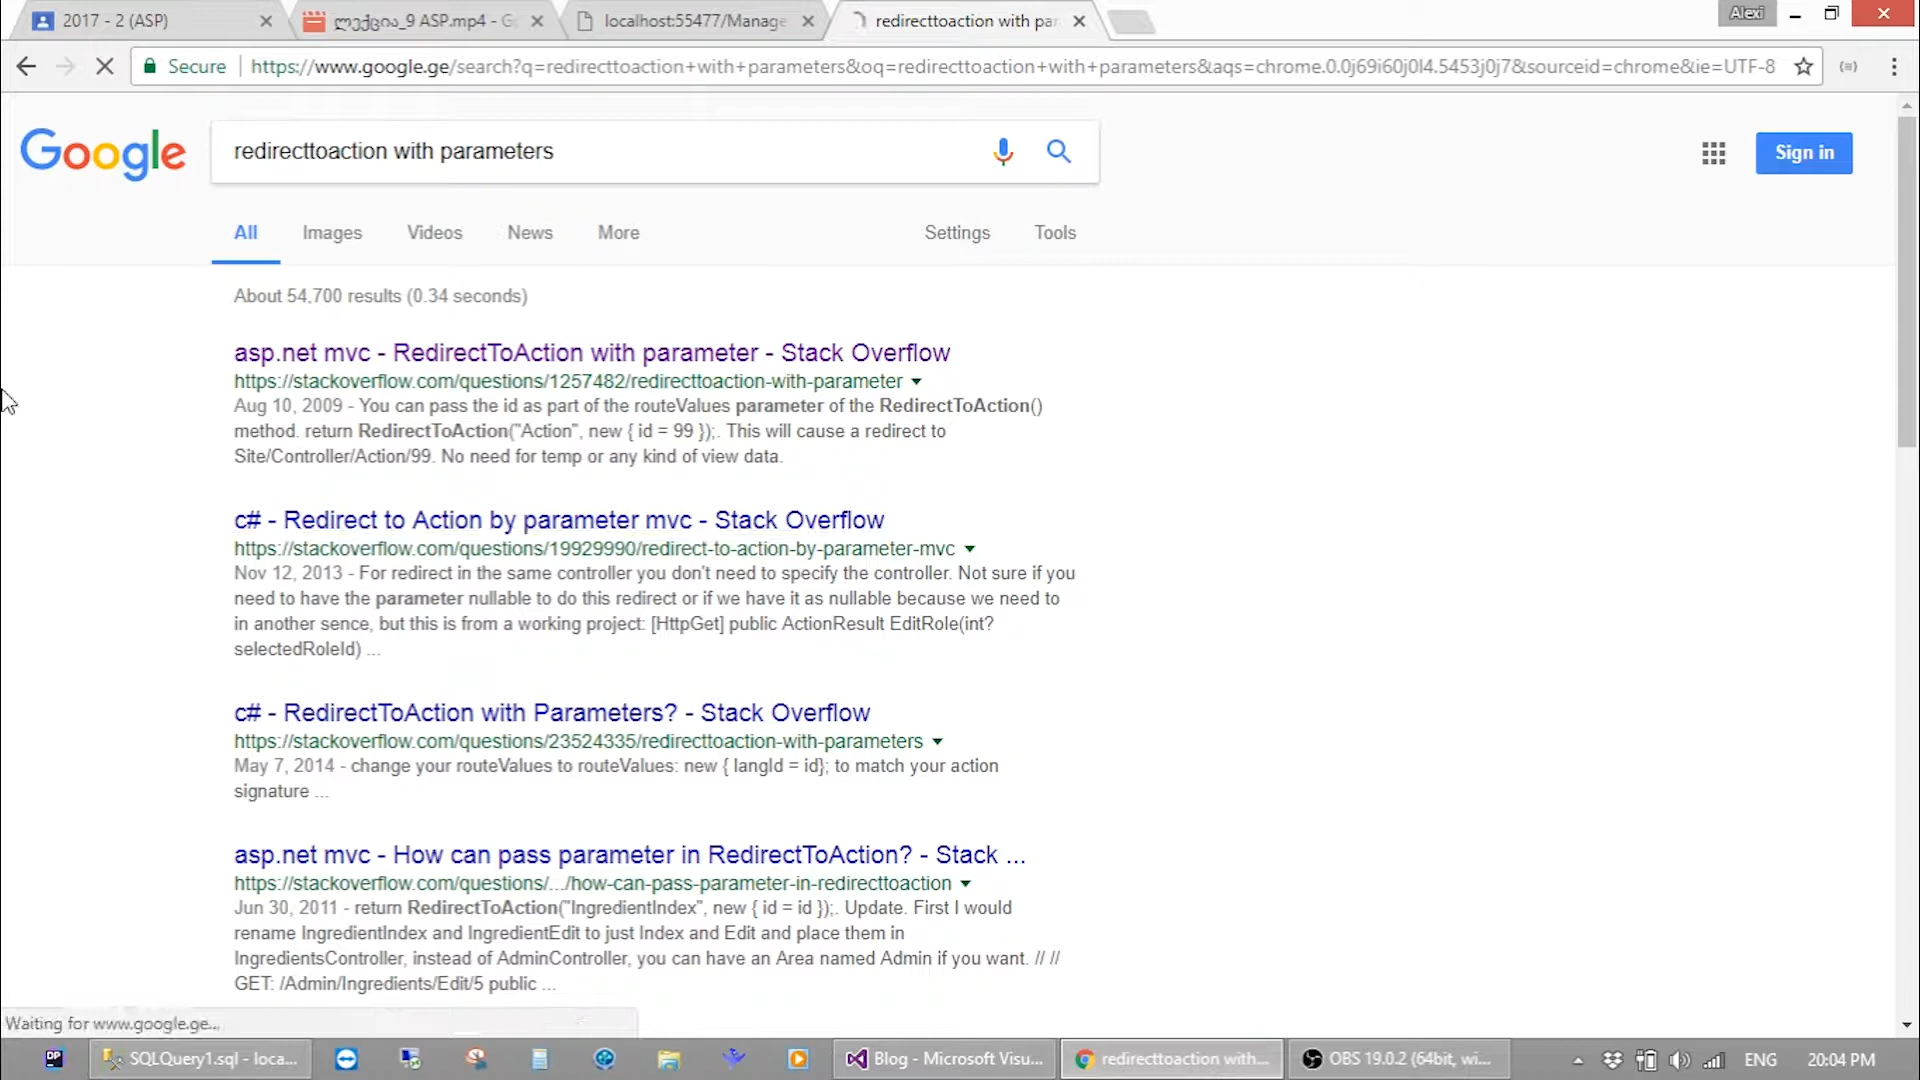 2017 - 2 (ASP)
ლექცია_9 ASP.mp4 - Go
localhost:55477/Manage
redirecttoaction with par
Alexi
Secure
https://www.google.ge/search?q=redirecttoaction+with+parameters&oq=redirecttoaction+with+parameters&aqs=chrome.0.0j69i60j0l4.5453j0j7&sourceid=chrome&ie=UTF-8
Google
redirecttoaction with parameters
Sign in
All
Images
Videos
News
More
Settings
Tools
About 54,700 results (0.34 seconds)
asp.net mvc - RedirectToAction with parameter - Stack Overflow
https://stackoverflow.com/questions/1257482/redirecttoaction-with-parameter
Aug 10, 2009 - You can pass the id as part of the routeValues parameter of the RedirectToAction()
method. return RedirectToAction("Action", new { id = 99 });. This will cause a redirect to
Site/Controller/Action/99. No need for temp or any kind of view data.
c# - Redirect to Action by parameter mvc - Stack Overflow
https://stackoverflow.com/questions/19929990/redirect-to-action-by-parameter-mvc
Nov 12, 2013 - For redirect in the same controller you don't need to specify the controller. Not sure if you
need to have the parameter nullable to do this redirect or if we have it as nullable because we need to
in another sence, but this is from a working project: [HttpGet] public ActionResult EditRole(int?
selectedRoleId) ...
c# - RedirectToAction with Parameters? - Stack Overflow
https://stackoverflow.com/questions/23524335/redirecttoaction-with-parameters
May 7, 2014 - change your routeValues to routeValues: new { langId = id}; to match your action
signature ...
asp.net mvc - How can pass parameter in RedirectToAction? - Stack ...
https://stackoverflow.com/questions/.../how-can-pass-parameter-in-redirecttoaction
Jun 30, 2011 - return RedirectToAction("IngredientIndex", new { id = id });. Update. First I would
rename IngredientIndex and IngredientEdit to just Index and Edit and place them in
IngredientsController, instead of AdminController, you can have an Area named Admin if you want. // //
GET: /Admin/Ingredients/Edit/5 public ...
Waiting for www.google.ge...
DP
SQLQuery1.sql - loca...
Blog - Microsoft Visu...
redirecttoaction with...
OBS 19.0.2 (64bit, wi...
ENG
20:04 PM